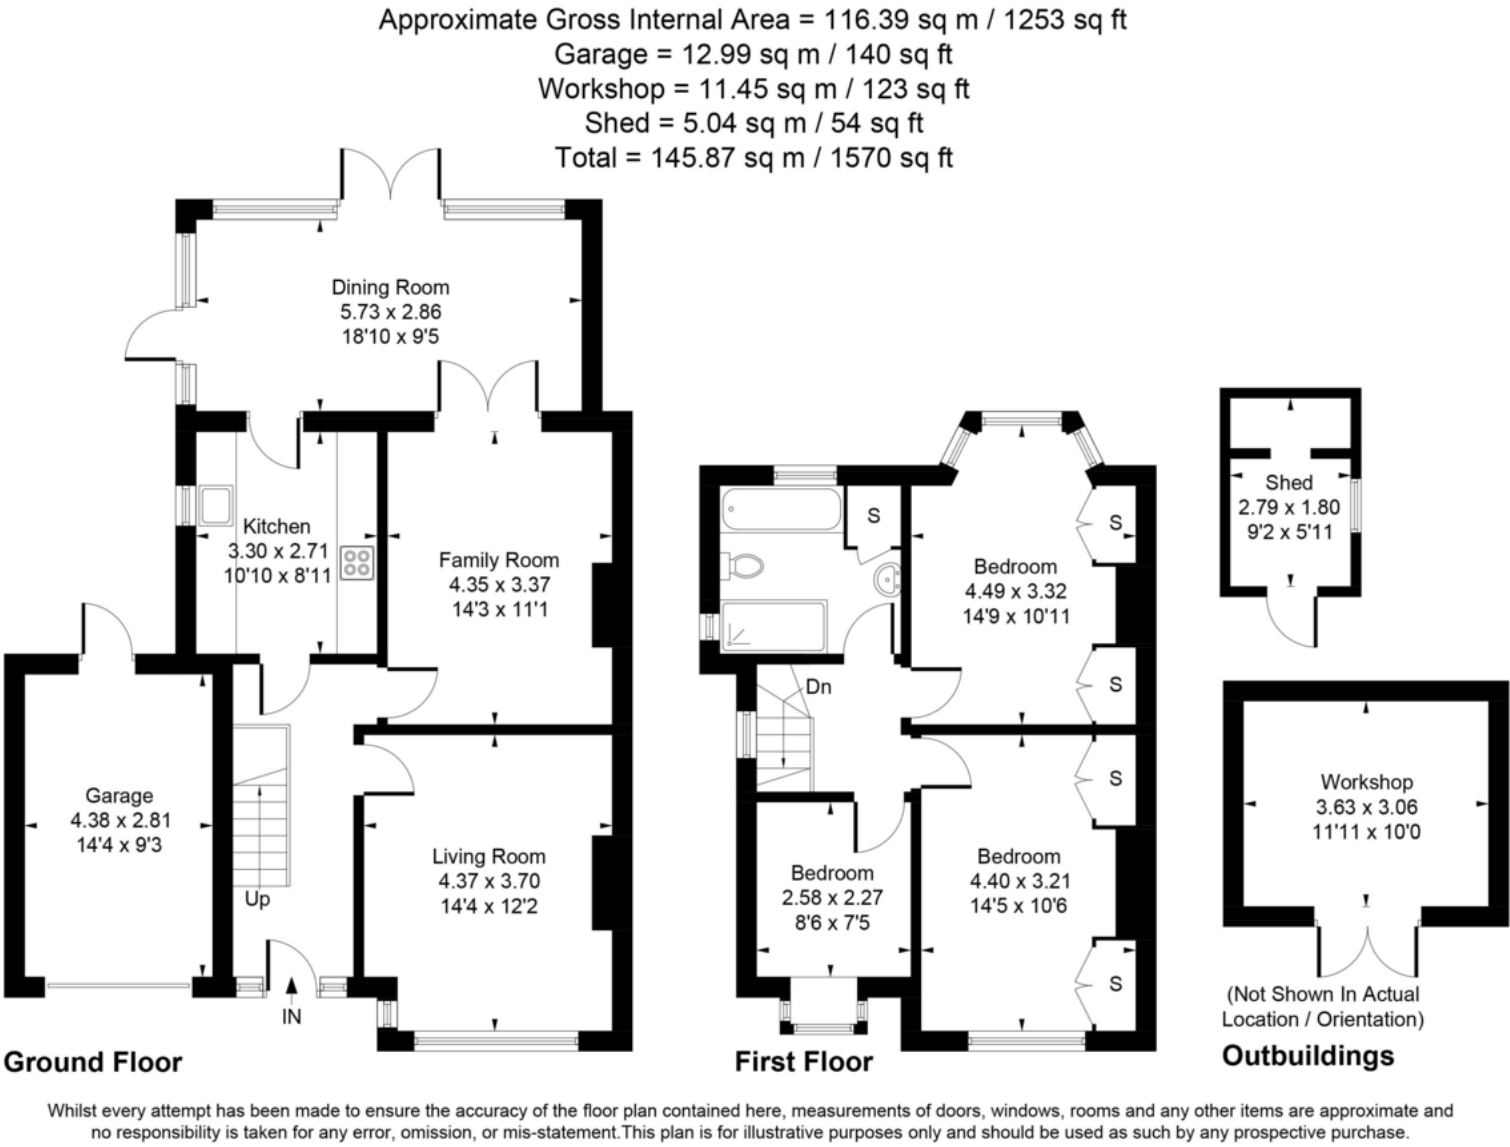 Approximate Gross Internal Area = 116.39 sq m / 1253 sq ft
Garage = 12.99 sq m / 140 sq ft
Workshop = 11.45 sq m / 123 sq ft
Shed = 5.04 sq m / 54 sq ft
Total = 145.87 sq m / 1570 sq ft
Dining Room
5.73 x 2.86
18'10 x 9'5
Kitchen
3.30 x 2.71
10'10 x 8'11
Family Room
4.35 x 3.37
14'3 x 11'1
Garage
4.38 x 2.81
14'4 x 9'3
Up
Living Room
4.37 x 3.70
14'4 x 12'2
IN
Ground Floor
S
Bedroom
4.49 x 3.32
14'9 x 10'11
S
S
Dn
S
Bedroom
2.58 x 2.27
8'6 x 7'5
Bedroom
4.40 x 3.21
14'5 x 10'6
S
First Floor
Shed
2.79 x 1.80
9'2 x 5'11
Workshop
3.63 x 3.06
11'11 x 10'0
(Not Shown In Actual
Location / Orientation)
Outbuildings
Whilst every attempt has been made to ensure the accuracy of the floor plan contained here, measurements of doors, windows, rooms and any other items are approximate and
no responsibility is taken for any error, omission, or mis-statement.This plan is for illustrative purposes only and should be used as such by any prospective purchase.